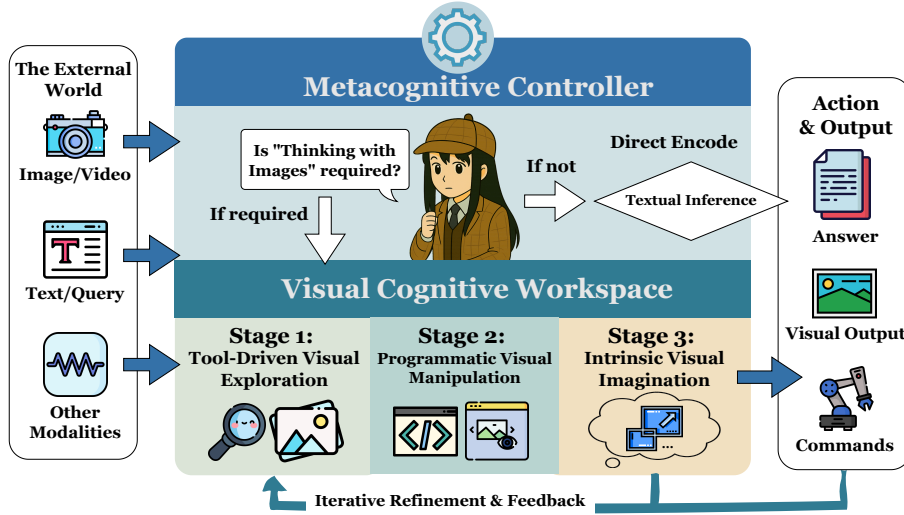 The External
World
Image/Video
Text/Query
Other
Modalities
Metacognitive Controller
Is "Thinking with
Images" required?
If required
If not
Direct Encode
Textual Inference
Visual Cognitive Workspace
Stage 1:
Tool-Driven Visual
Exploration
Stage 2:
Programmatic Visual
Manipulation
Stage 3:
Intrinsic Visual
Imagination
Action
& Output
Answer
Visual Output
Commands
Iterative Refinement & Feedback